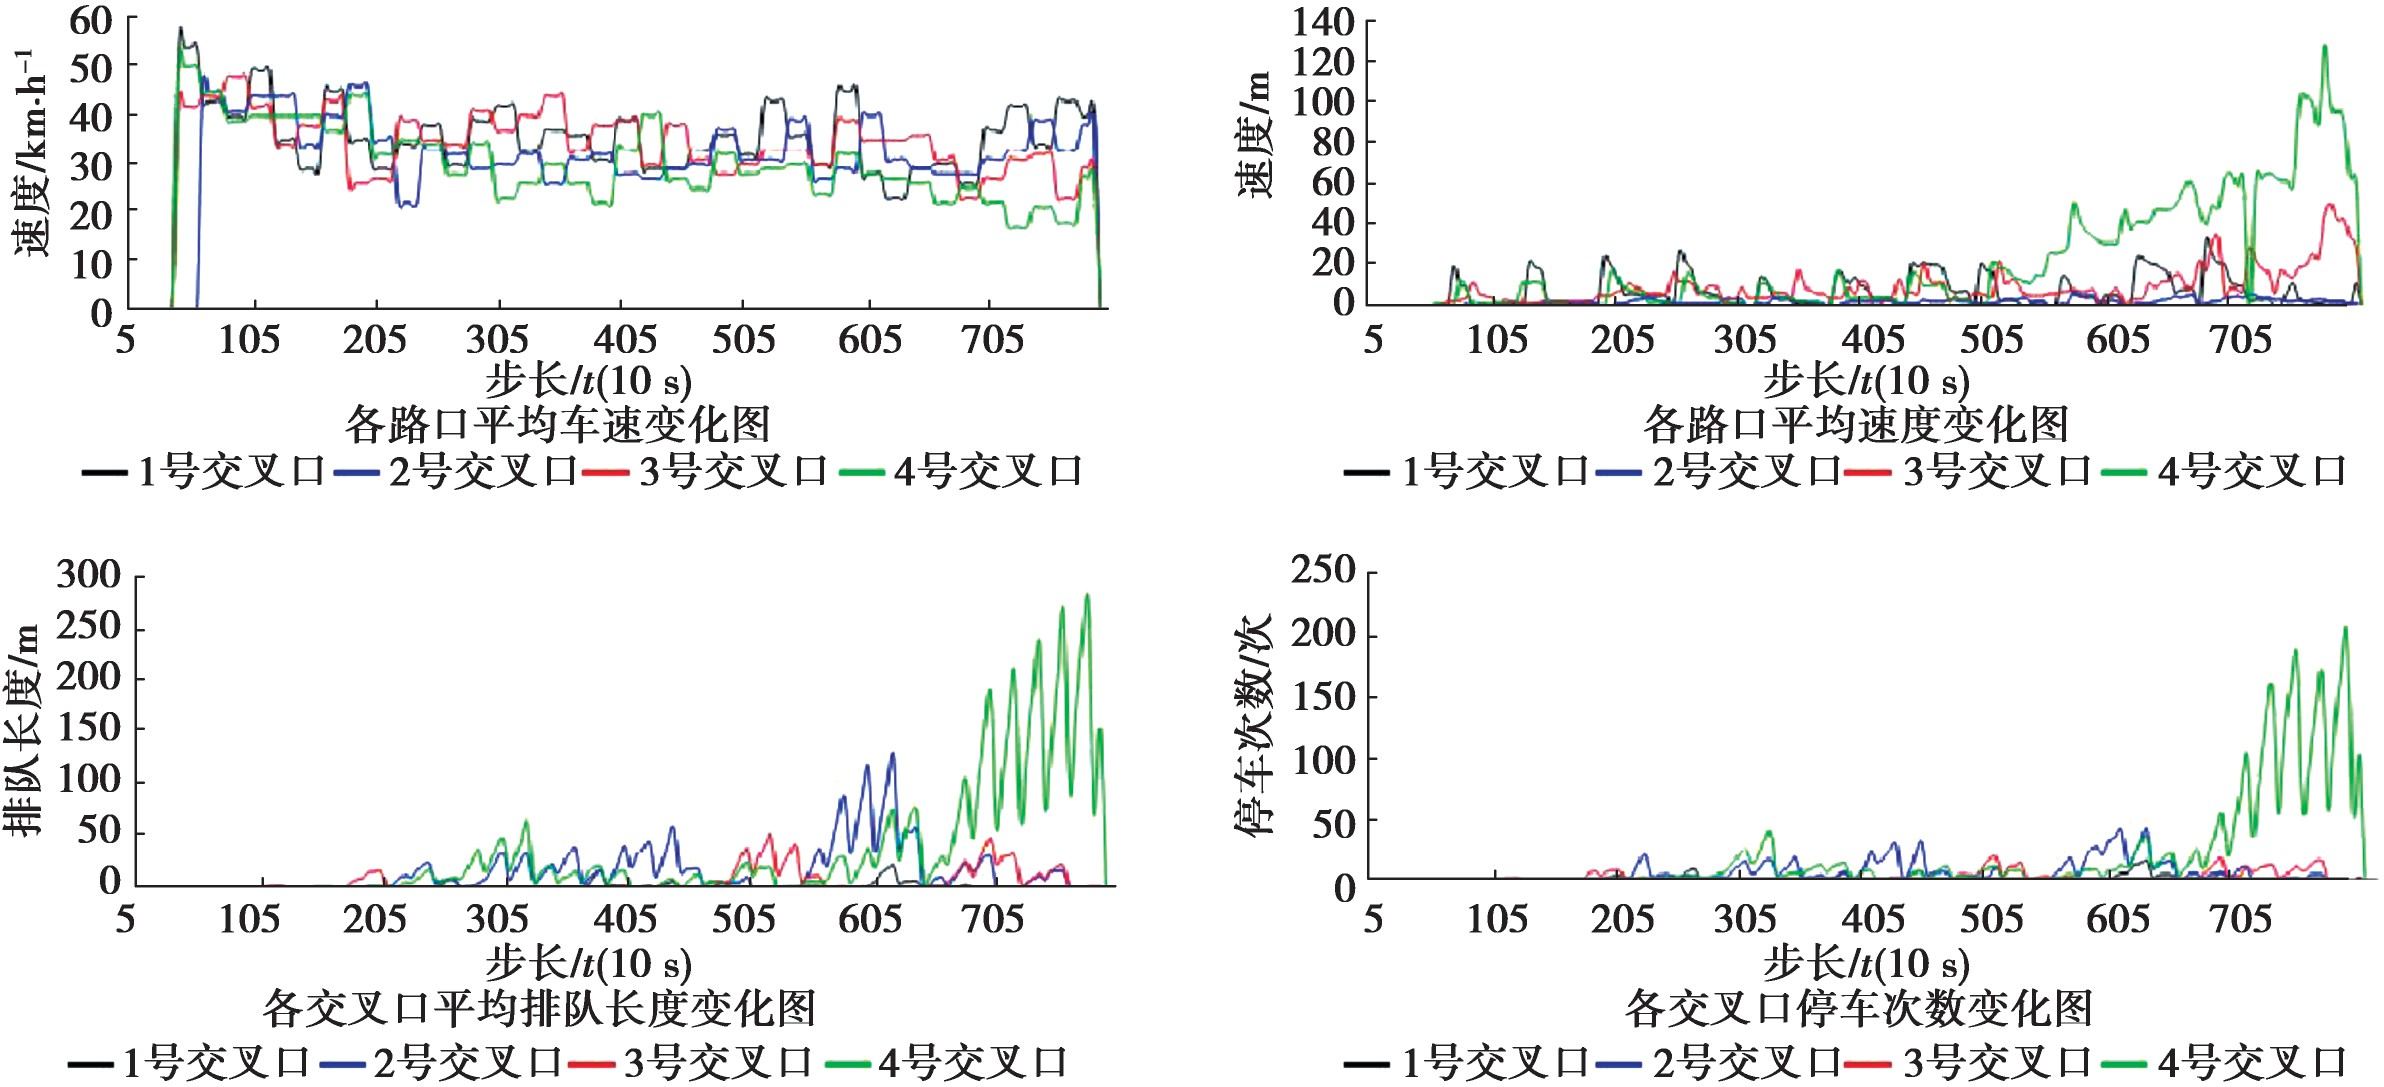 60
50
40
30
20
10
0
速度/km·h⁻¹
5 105 205 305 405 505 605 705
步长/t(10 s)
各路口平均车速变化图
1号交叉口 2号交叉口 3号交叉口 4号交叉口
140
120
100
80
60
40
20
0
速度/m
5 105 205 305 405 505 605 705
步长/t(10 s)
各路口平均速度变化图
1号交叉口 2号交叉口 3号交叉口 4号交叉口
300
250
200
150
100
50
0
排队长度/m
5 105 205 305 405 505 605 705
步长/t(10 s)
各交叉口平均排队长度变化图
1号交叉口 2号交叉口 3号交叉口 4号交叉口
250
200
150
100
50
0
停车次数/次
5 105 205 305 405 505 605 705
步长/t(10 s)
各交叉口停车次数变化图
1号交叉口 2号交叉口 3号交叉口 4号交叉口